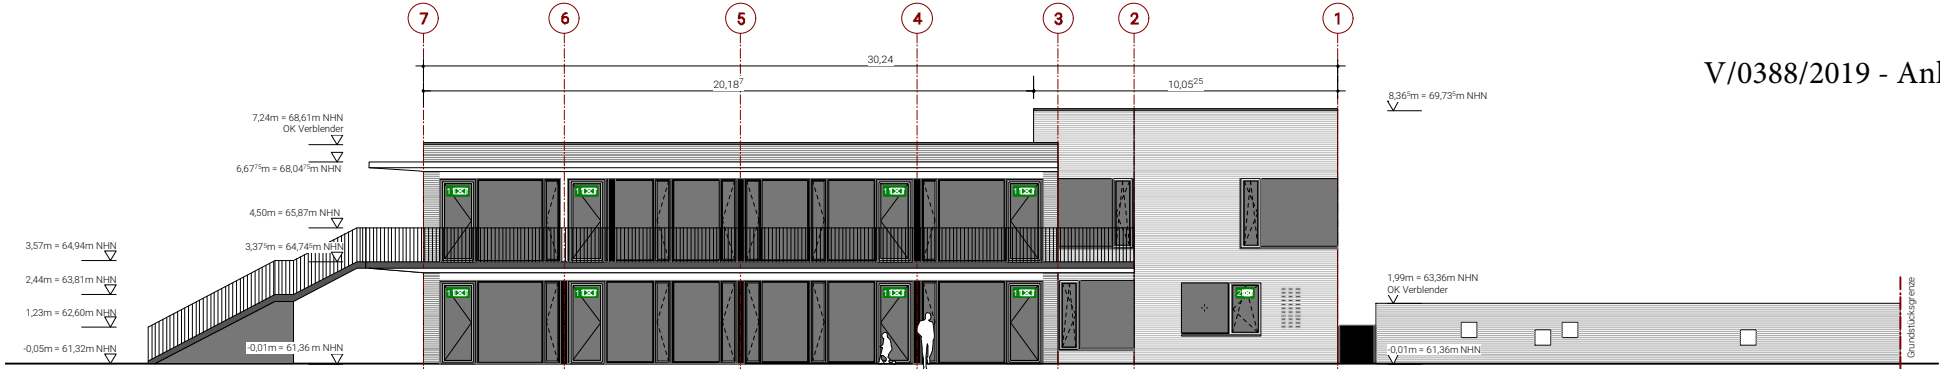 7 6 5 4 3 2 1
30,24
V/0388/2019 - Anl
20,18⁷ 10,05²⁵
8,36⁵m = 69,73⁵m NHN
7,24m = 68,61m NHN
OK Verblender
6,67⁷⁵m = 68,04⁷⁵m NHN
4,50m = 65,87m NHN
3,57m = 64,94m NHN
3,37⁵m = 64,74⁵m NHN
2,44m = 63,81m NHN
1,99m = 63,36m NHN
OK Verblender
1,23m = 62,60m NHN
-0,05m = 61,32m NHN
-0,01m = 61,36 m NHN
-0,01m = 61,36m NHN
Grundstücksgrenze